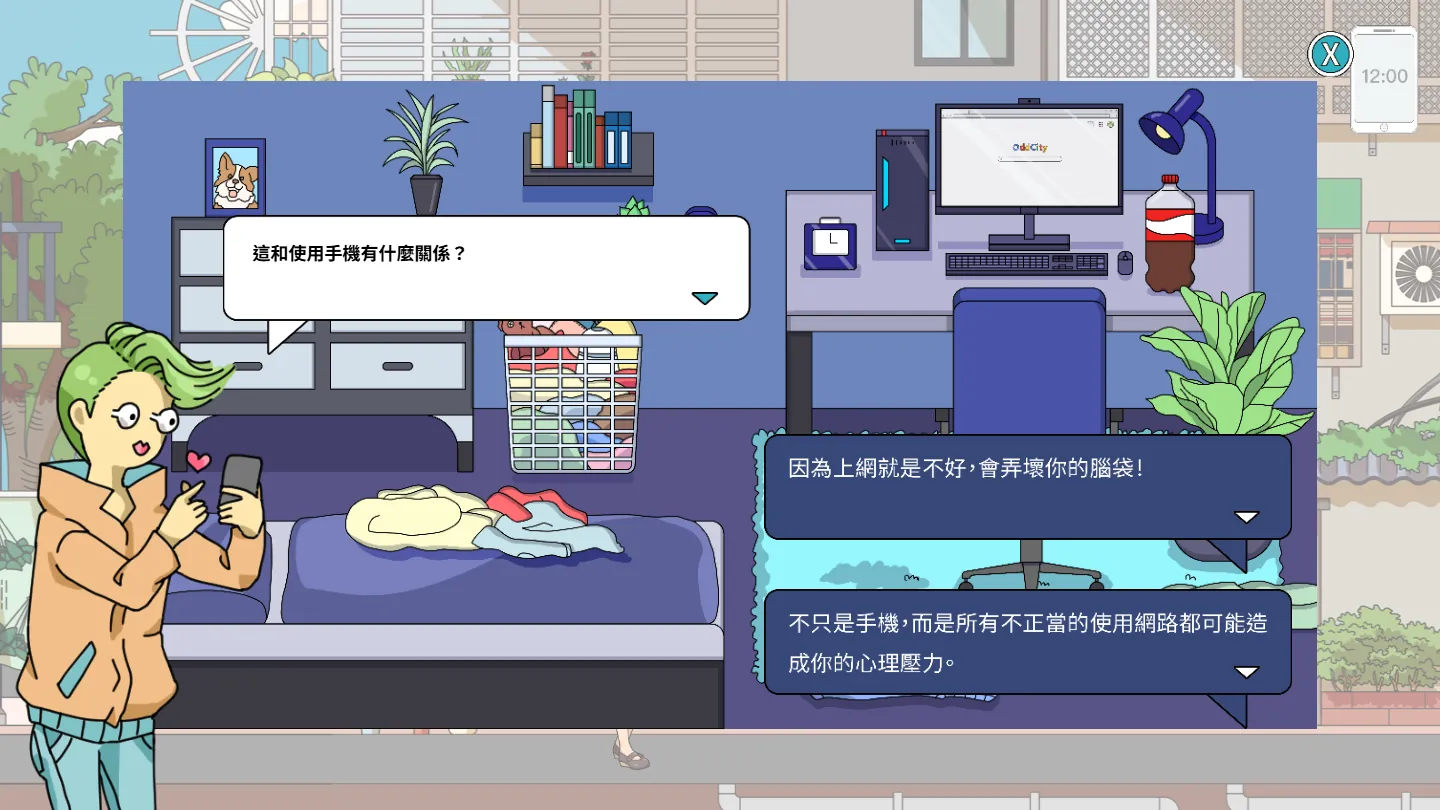 X
12:00
OddCity
這和使用手機有什麼關係？
因為上網就是不好，會弄壞你的腦袋！
不只是手機，而是所有不正當的使用網路都可能造
成你的心理壓力。